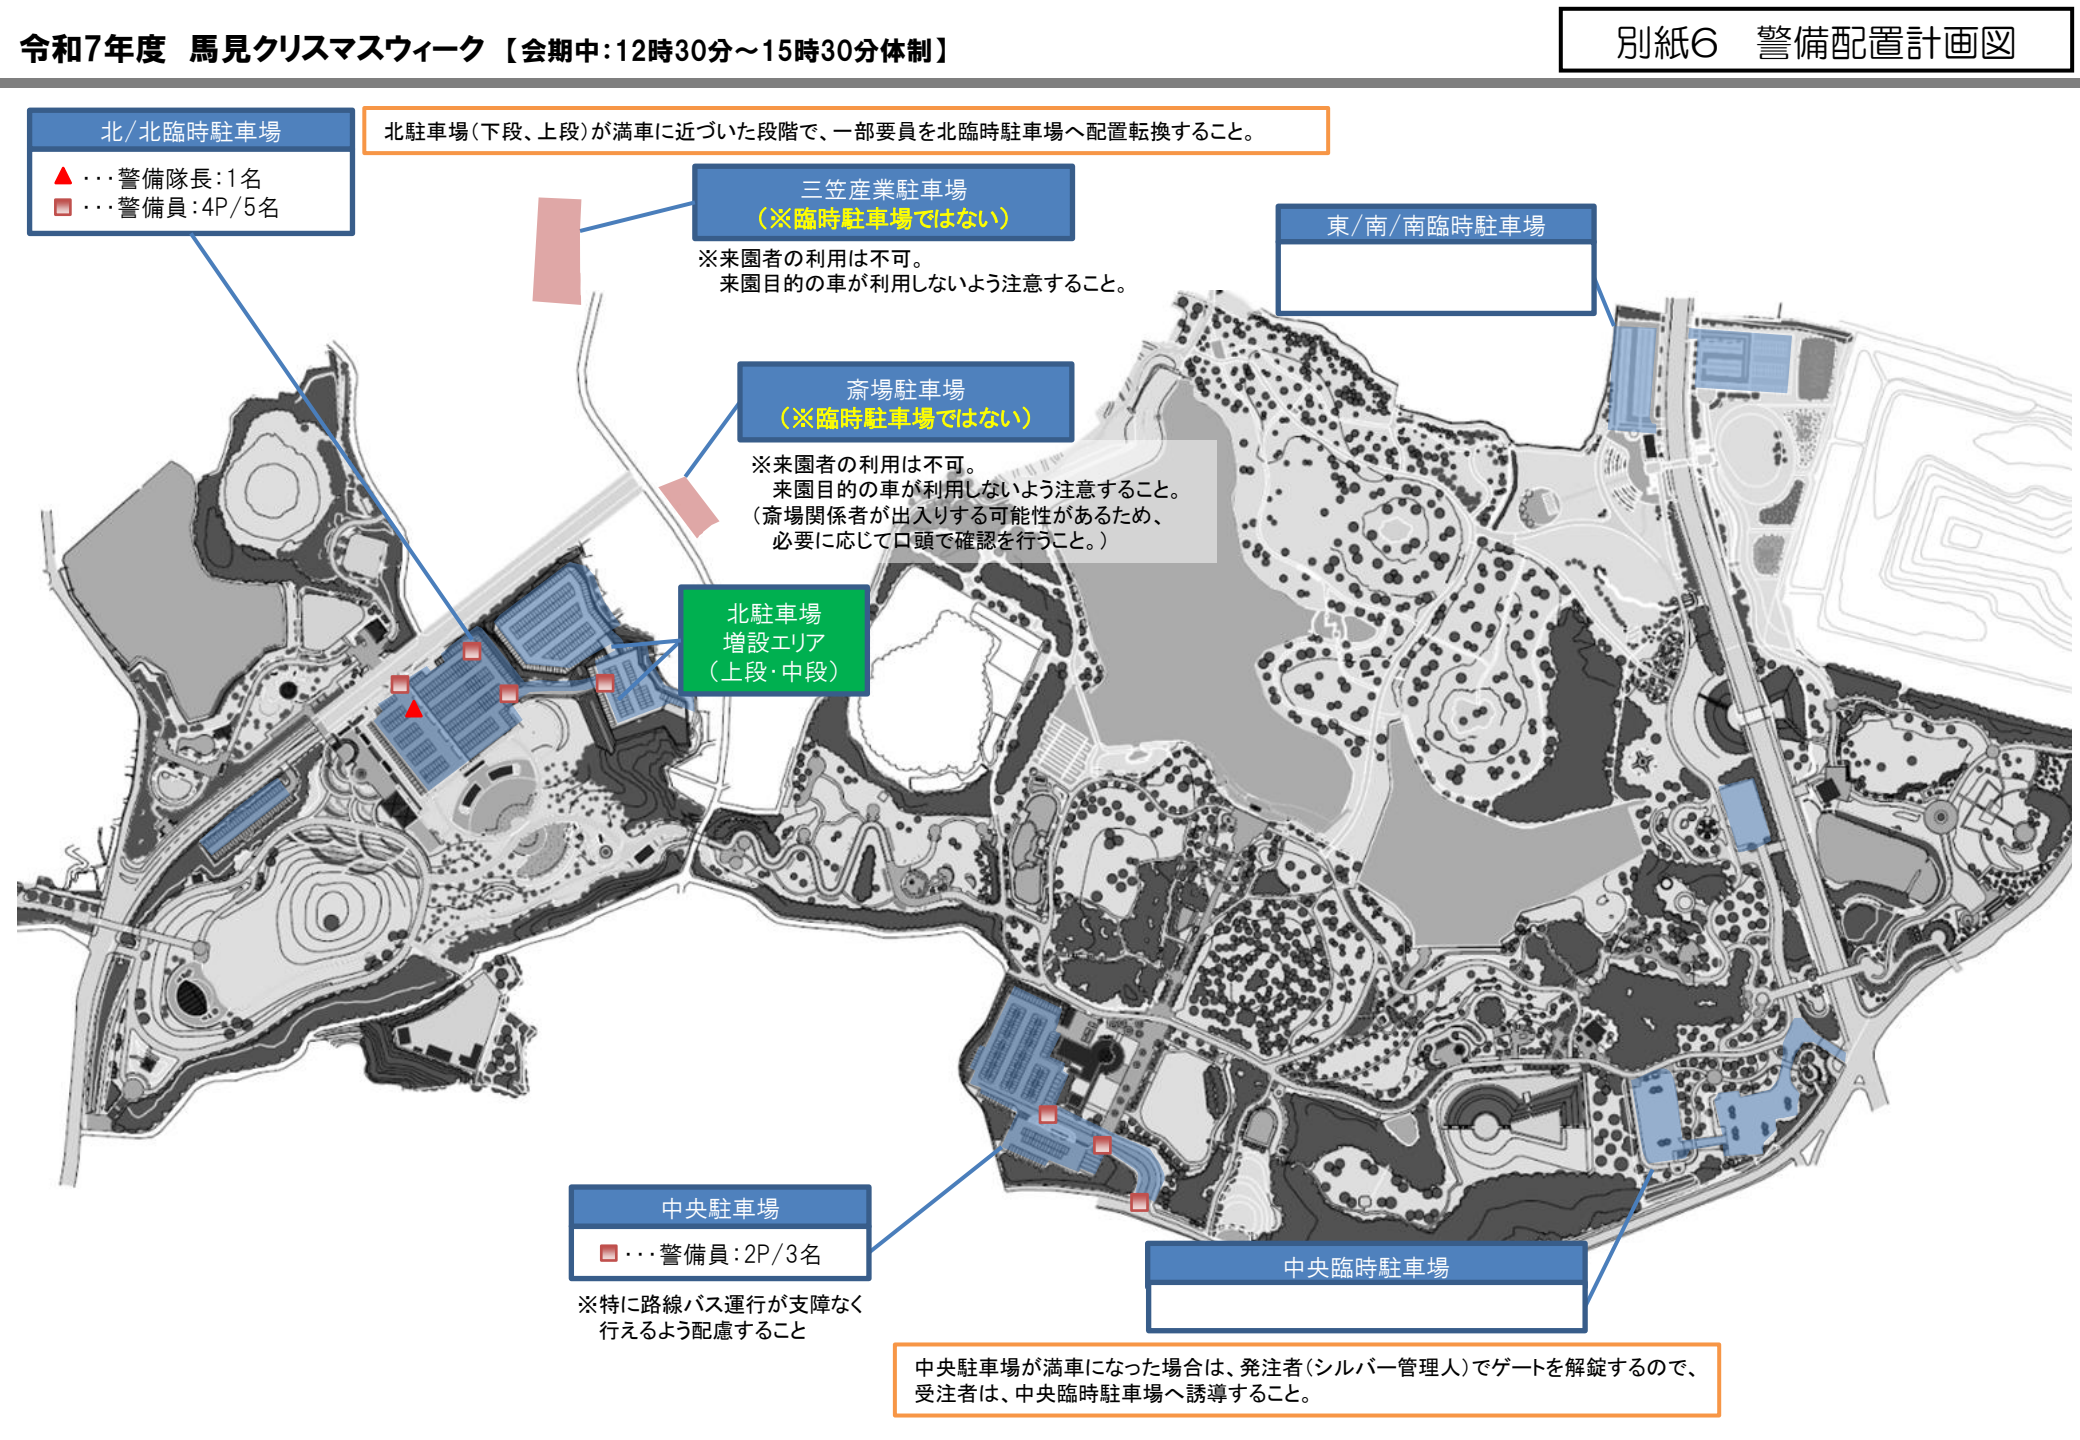 令和7年度 馬見クリスマスウィーク【会期中：12時30分～15時30分体制】
別紙6 警備配置計画図
北/北臨時駐車場
▲・・・警備隊長：1名
■・・・警備員：4P/5名
北駐車場（下段、上段）が満車に近づいた段階で、一部要員を北臨時駐車場へ配置転換すること。
三笠産業駐車場
（※臨時駐車場ではない）
※来園者の利用は不可。
来園目的の車が利用しないよう注意すること。
東/南/南臨時駐車場
斎場駐車場
（※臨時駐車場ではない）
※来園者の利用は不可。
来園目的の車が利用しないよう注意すること。
（斎場関係者が出入りする可能性があるため、
必要に応じて口頭で確認を行うこと。）
北駐車場
増設エリア
（上段・中段）
中央駐車場
■・・・警備員：2P/3名
※特に路線バス運行が支障なく
行えるよう配慮すること
中央臨時駐車場
中央駐車場が満車になった場合は、発注者（シルバー管理人）でゲートを解錠するので、
受注者は、中央臨時駐車場へ誘導すること。